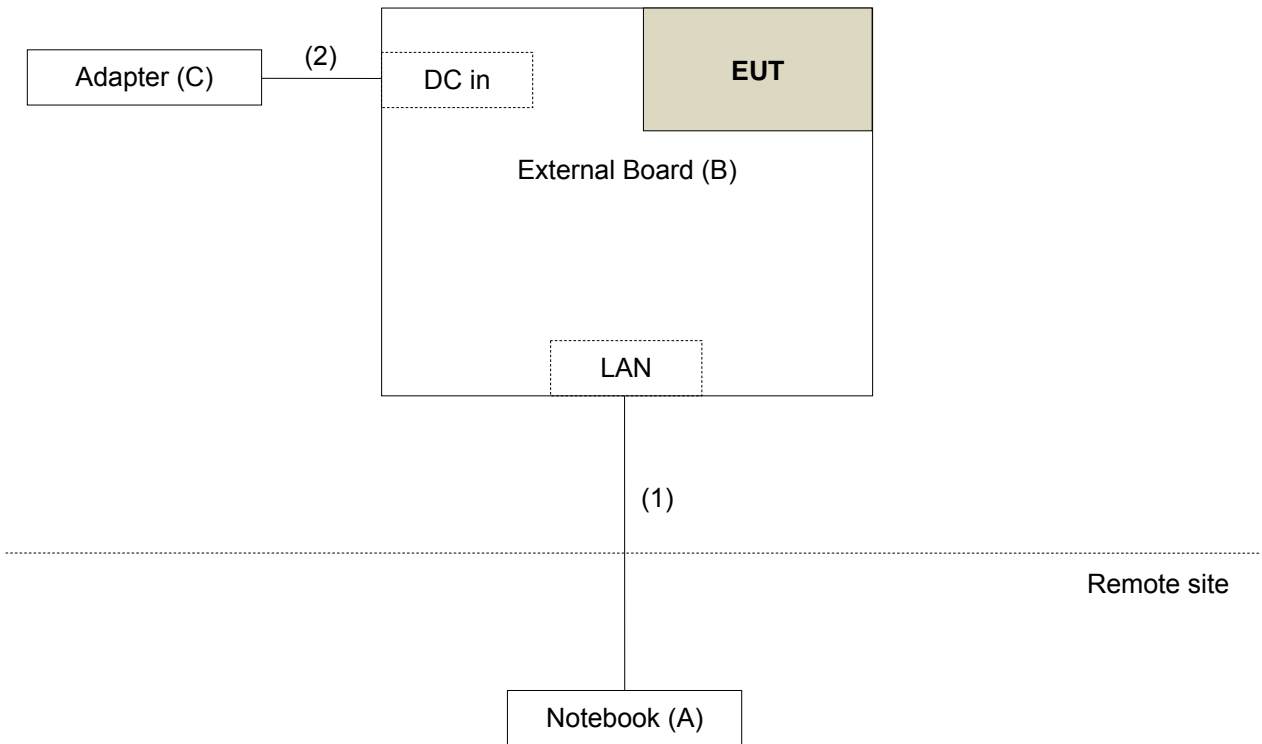 (2)
Adapter (C)
DC in
EUT
External Board (B)
LAN
(1)
Remote site
Notebook (A)